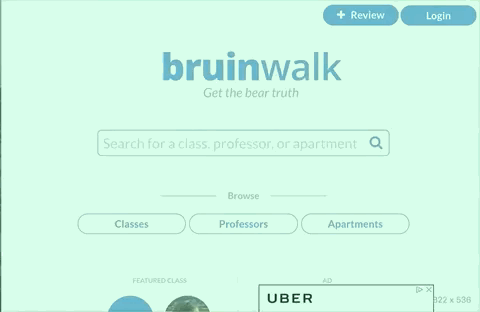 + Review Login
bruinwalk
Get the bear truth
Search for a class, professor, or apartment
Browse
Classes Professors Apartments
FEATURED CLASS AD
UBER
322 x 536